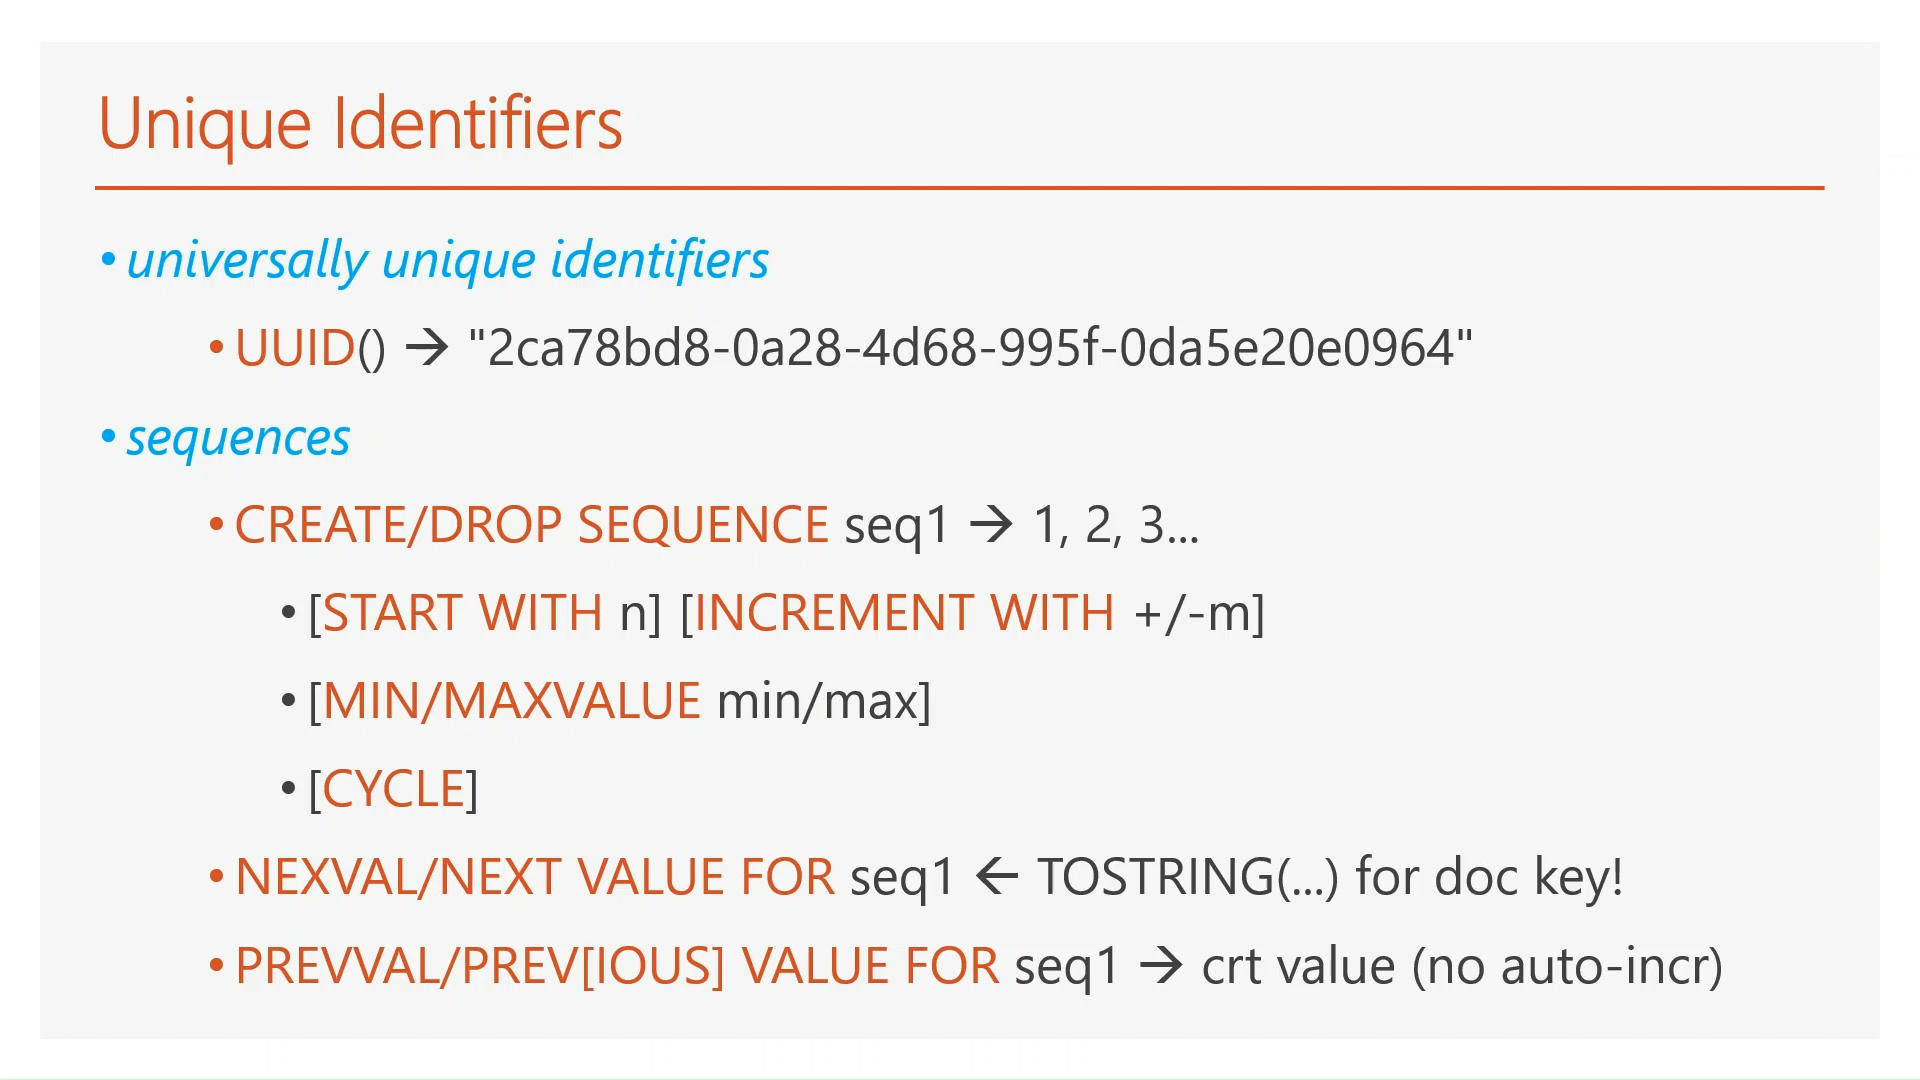 Unique Identifiers
• universally unique identifiers
• UUID() → "2ca78bd8-0a28-4d68-995f-0da5e20e0964"
• sequences
• CREATE/DROP SEQUENCE seq1 → 1, 2, 3...
• [START WITH n] [INCREMENT WITH +/-m]
• [MIN/MAXVALUE min/max]
• [CYCLE]
• NEXVAL/NEXT VALUE FOR seq1 ← TOSTRING(...) for doc key!
• PREVVAL/PREV[IOUS] VALUE FOR seq1 → crt value (no auto-incr)